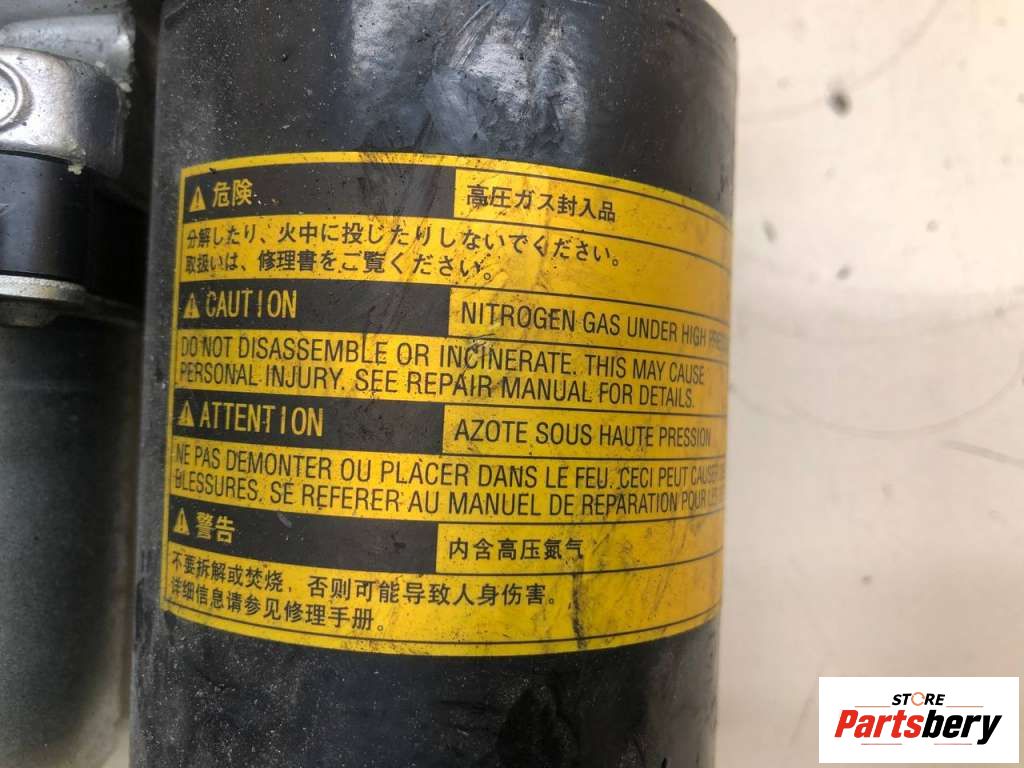 危険
高圧ガス封入品
分解したり、火中に投じたりしないでください。
取扱いは、修理書をご覧ください。
CAUTION
NITROGEN GAS UNDER HIGH
DO NOT DISASSEMBLE OR INCINERATE. THIS MAY CAUSE
PERSONAL INJURY. SEE REPAIR MANUAL FOR DETAILS.
ATTENTION
AZOTE SOUS HAUTE PRESSION
NE PAS DEMONTER OU PLACER DANS LE FEU. CECI PEUT CAUSER
BLESSURES. SE REFERER AU MANUEL DE REPARATION POUR
警告
内含高压氮气
不要拆解或焚烧，否则可能导致人身伤害。
详细信息请参见修理手册。
STORE
Partsbery